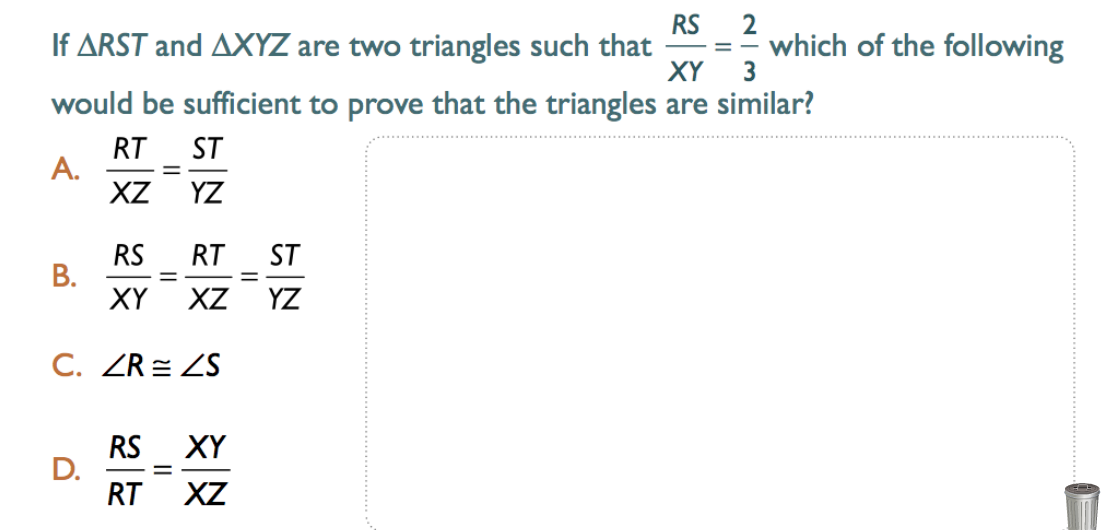 If ΔRST and ΔXYZ are two triangles such that RS/XY = 2/3 which of the following
would be sufficient to prove that the triangles are similar?
A. RT/XZ = ST/YZ
B. RS/XY = RT/XZ = ST/YZ
C. ∠R ≅ ∠S
D. RS/RT = XY/XZ